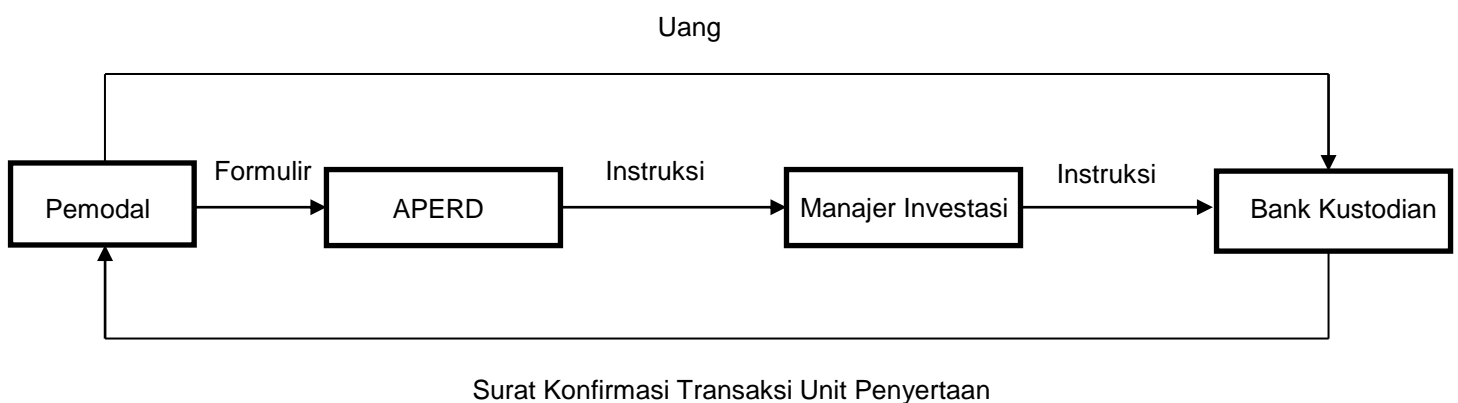 Uang
Formulir
Instruksi
Instruksi
Pemodal
APERD
Manajer Investasi
Bank Kustodian
Surat Konfirmasi Transaksi Unit Penyertaan